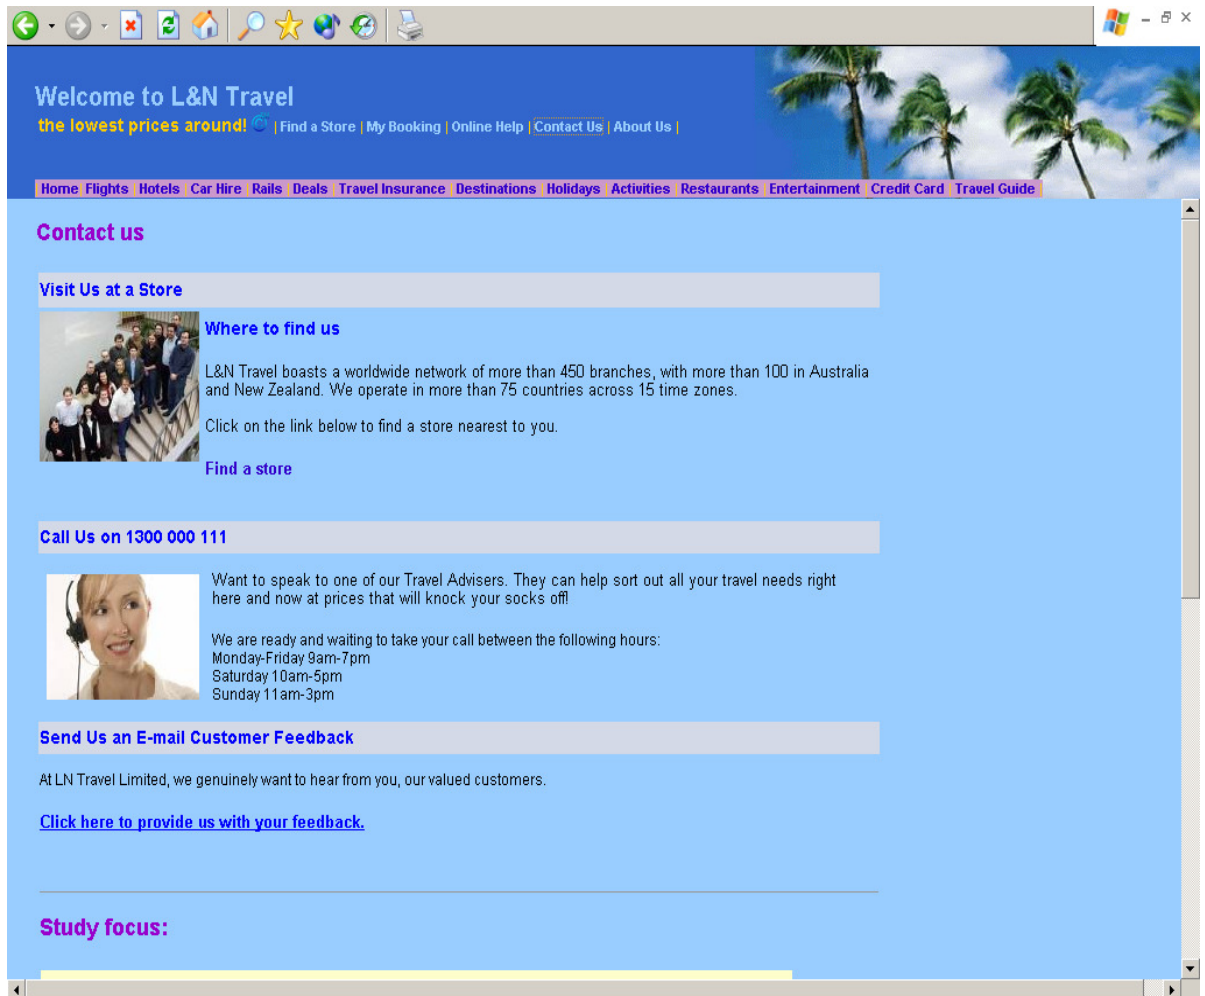 Welcome to L&N Travel
the lowest prices around! | Find a Store | My Booking | Online Help | Contact Us | About Us |
| Home | Flights | Hotels | Car Hire | Rails | Deals | Travel Insurance | Destinations | Holidays | Activities | Restaurants | Entertainment | Credit Card | Travel Guide |
Contact us
Visit Us at a Store
Where to find us
L&N Travel boasts a worldwide network of more than 450 branches, with more than 100 in Australia
and New Zealand. We operate in more than 75 countries across 15 time zones.
Click on the link below to find a store nearest to you.
Find a store
Call Us on 1300 000 111
Want to speak to one of our Travel Advisers. They can help sort out all your travel needs right
here and now at prices that will knock your socks off!
We are ready and waiting to take your call between the following hours:
Monday-Friday 9am-7pm
Saturday 10am-5pm
Sunday 11am-3pm
Send Us an E-mail Customer Feedback
At LN Travel Limited, we genuinely want to hear from you, our valued customers.
Click here to provide us with your feedback.
Study focus: